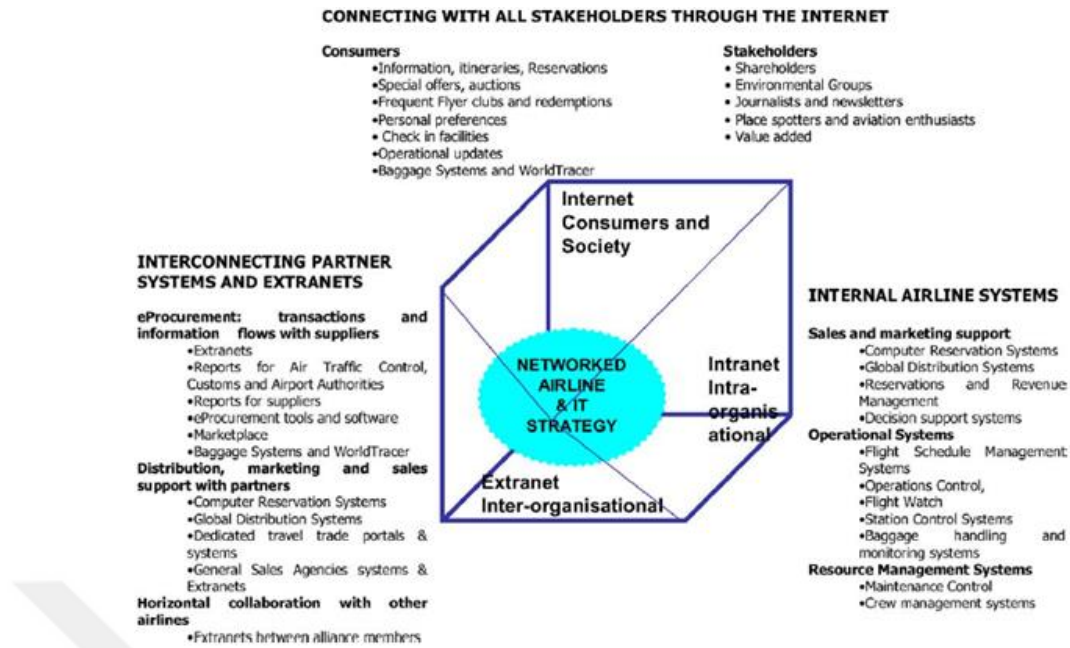 CONNECTING WITH ALL STAKEHOLDERS THROUGH THE INTERNET
Consumers
•Information, itineraries, Reservations
•Special offers, auctions
•Frequent Flyer clubs and redemptions
•Personal preferences
• Check in facilities
•Operational updates
•Baggage Systems and WorldTracer
Stakeholders
• Shareholders
• Environmental Groups
• Journalists and newsletters
• Place spotters and aviation enthusiasts
• Value added
INTERCONNECTING PARTNER
SYSTEMS AND EXTRANETS
eProcurement: transactions and
information flows with suppliers
•Extranets
•Reports for Air Traffic Control,
Customs and Airport Authorities
•Reports for suppliers
•eProcurement tools and software
•Marketplace
•Baggage Systems and WorldTracer
Distribution, marketing and sales
support with partners
•Computer Reservation Systems
•Global Distribution Systems
•Dedicated travel trade portals &
systems
•General Sales Agencies systems &
Extranets
Horizontal collaboration with other
airlines
•Extranets between alliance members
Internet
Consumers and
Society
NETWORKED
AIRLINE
& IT
STRATEGY
Intranet
Intra-
organis
ational
Extranet
Inter-organisational
INTERNAL AIRLINE SYSTEMS
Sales and marketing support
•Computer Reservation Systems
•Global Distribution Systems
•Reservations and Revenue
Management
•Decision support systems
Operational Systems
•Flight Schedule Management
Systems
•Operations Control,
•Flight Watch
•Station Control Systems
•Baggage handling and
monitoring systems
Resource Management Systems
•Maintenance Control
•Crew management systems